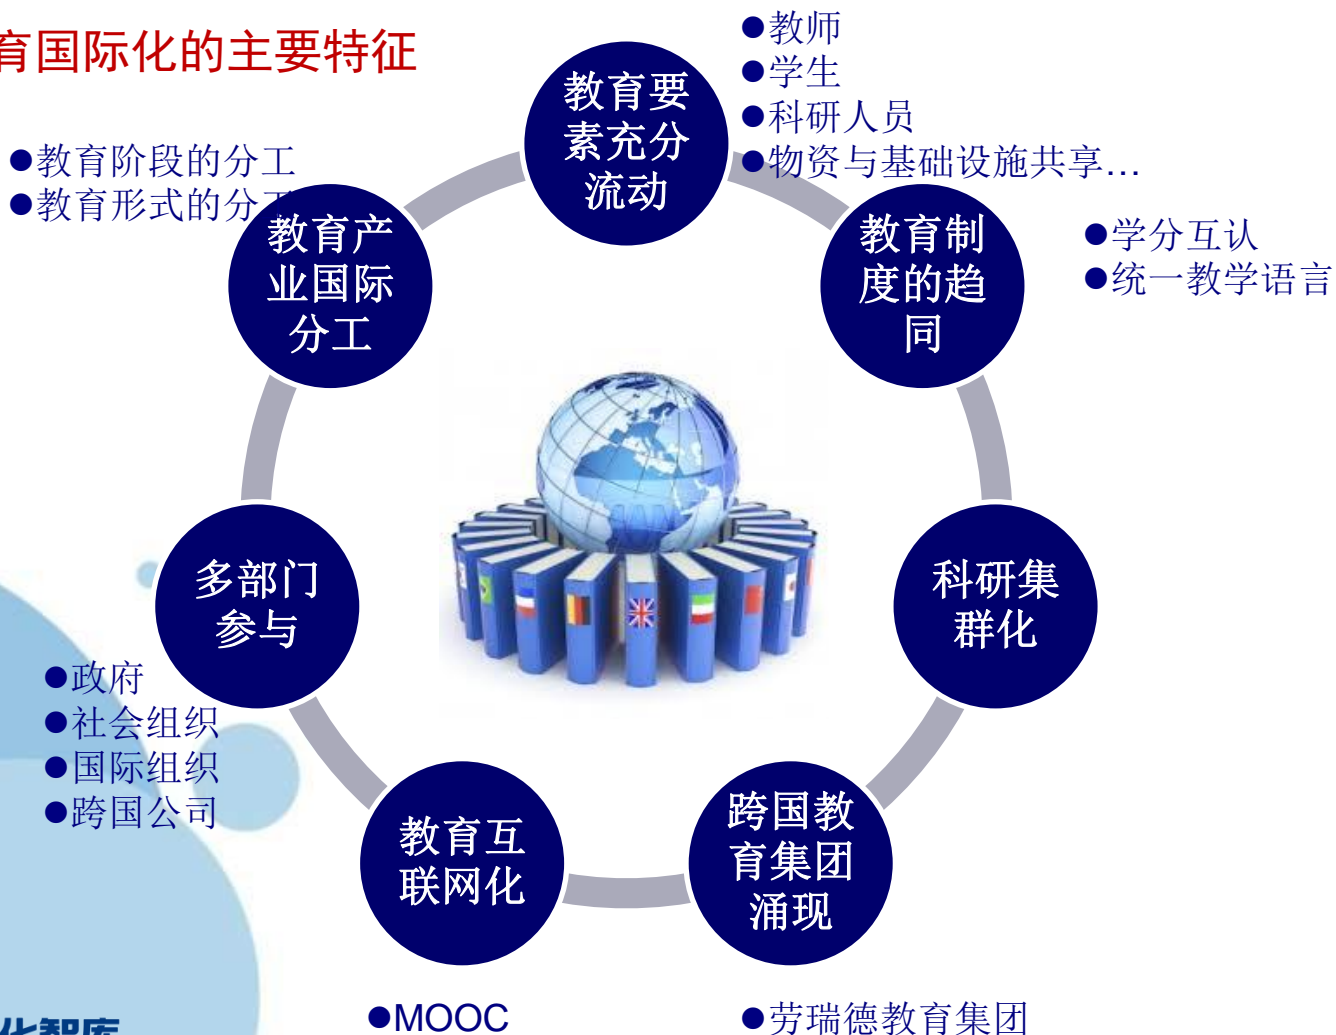 育国际化的主要特征
●教师
●学生
●科研人员
●物资与基础设施共享...
教育要
素充分
流动
●教育阶段的分工
●教育形式的分工
教育产
业国际
分工
教育制
度的趋
同
●学分互认
●统一教学语言
多部门
参与
●政府
●社会组织
●国际组织
●跨国公司
科研集
群化
教育互
联网化
●MOOC
跨国教
育集团
涌现
●劳瑞德教育集团
化智库